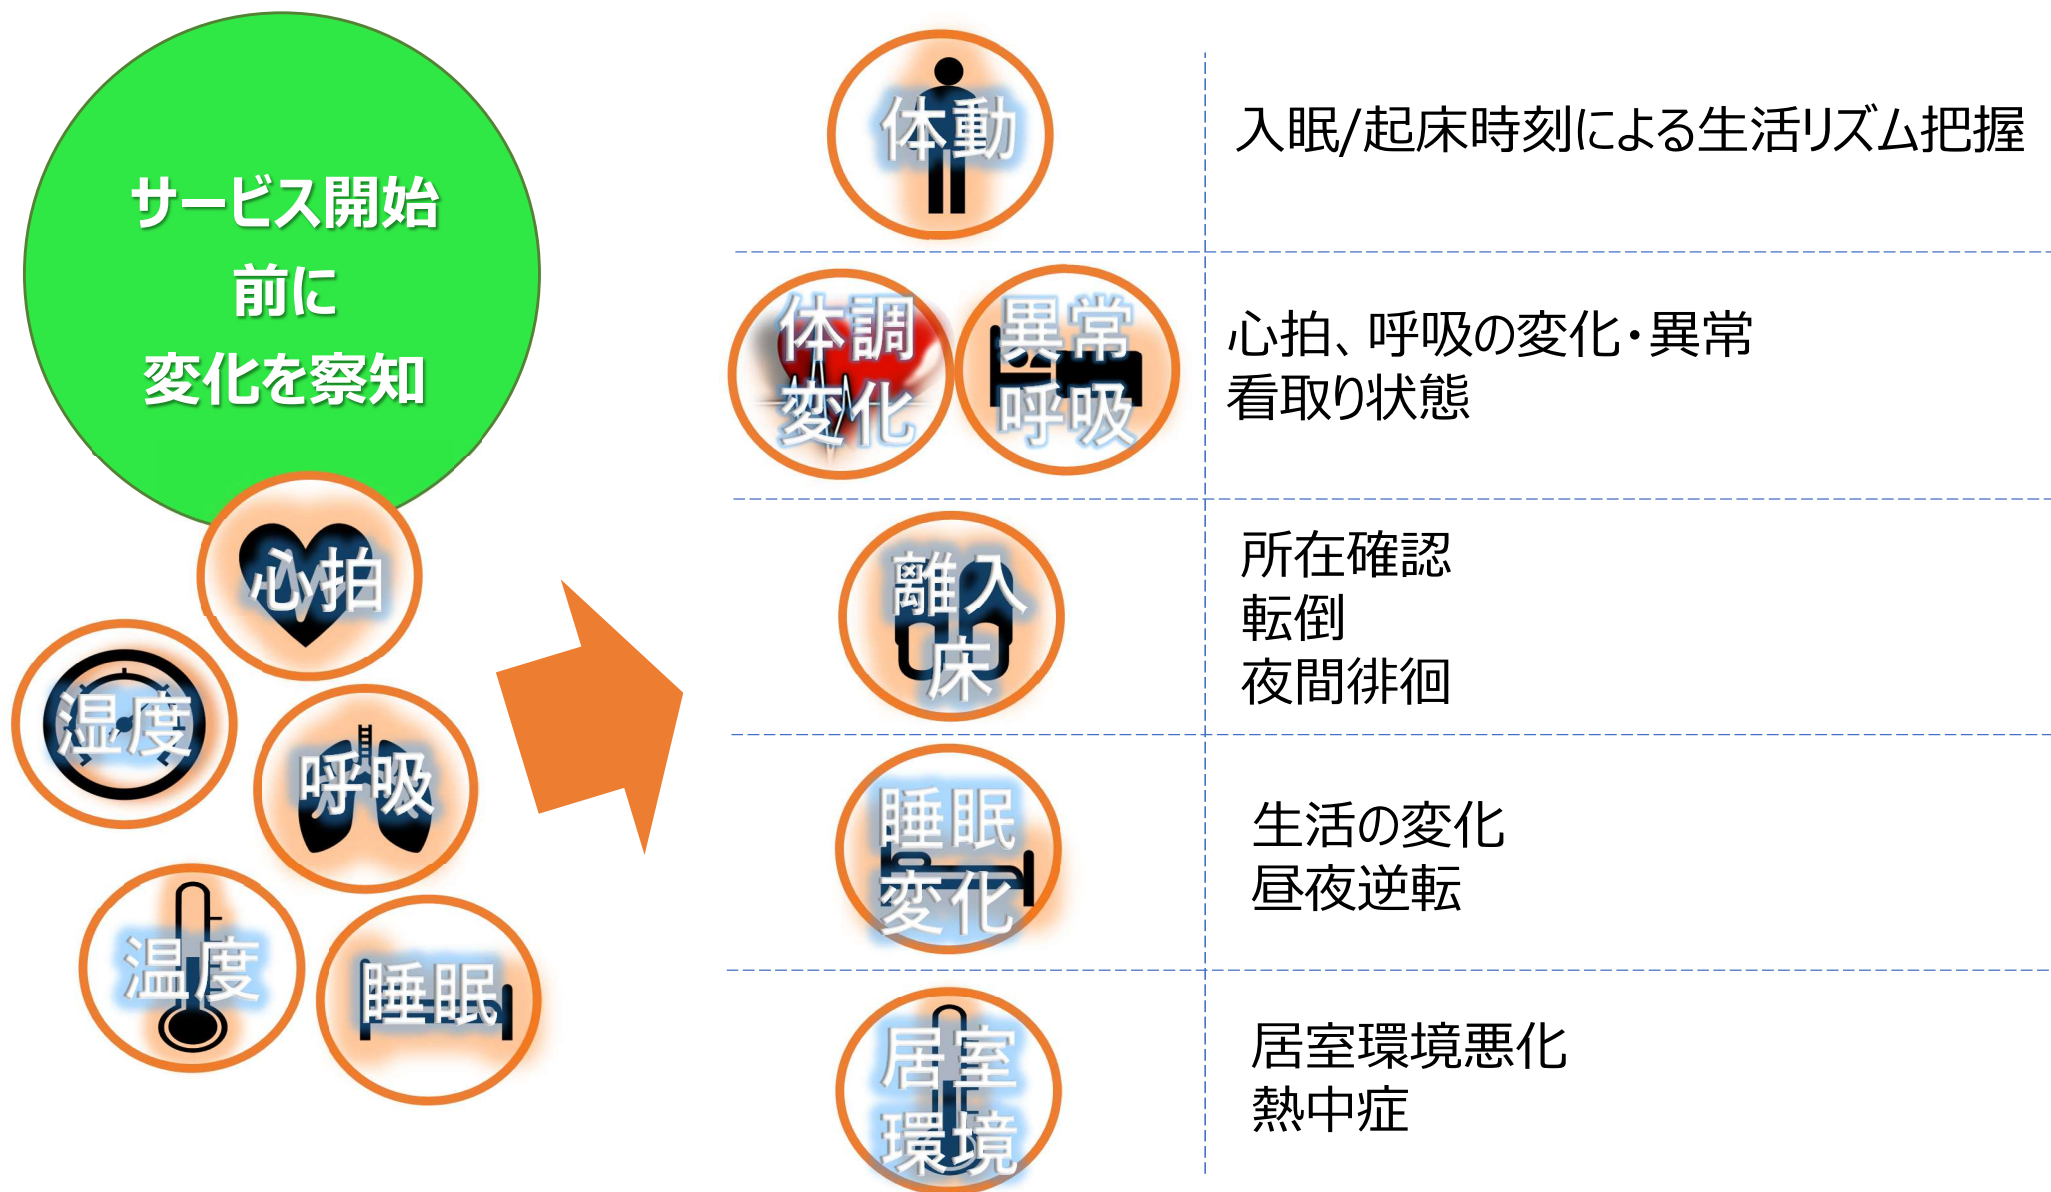 サービス開始
前に
変化を察知
心拍
湿度
呼吸
温度
睡眠
体動
入眠/起床時刻による生活リズム把握
体調
変化
異常
呼吸
心拍、呼吸の変化・異常
看取り状態
離入
床
所在確認
転倒
夜間徘徊
睡眠
変化
生活の変化
昼夜逆転
居室
環境
居室環境悪化
熱中症